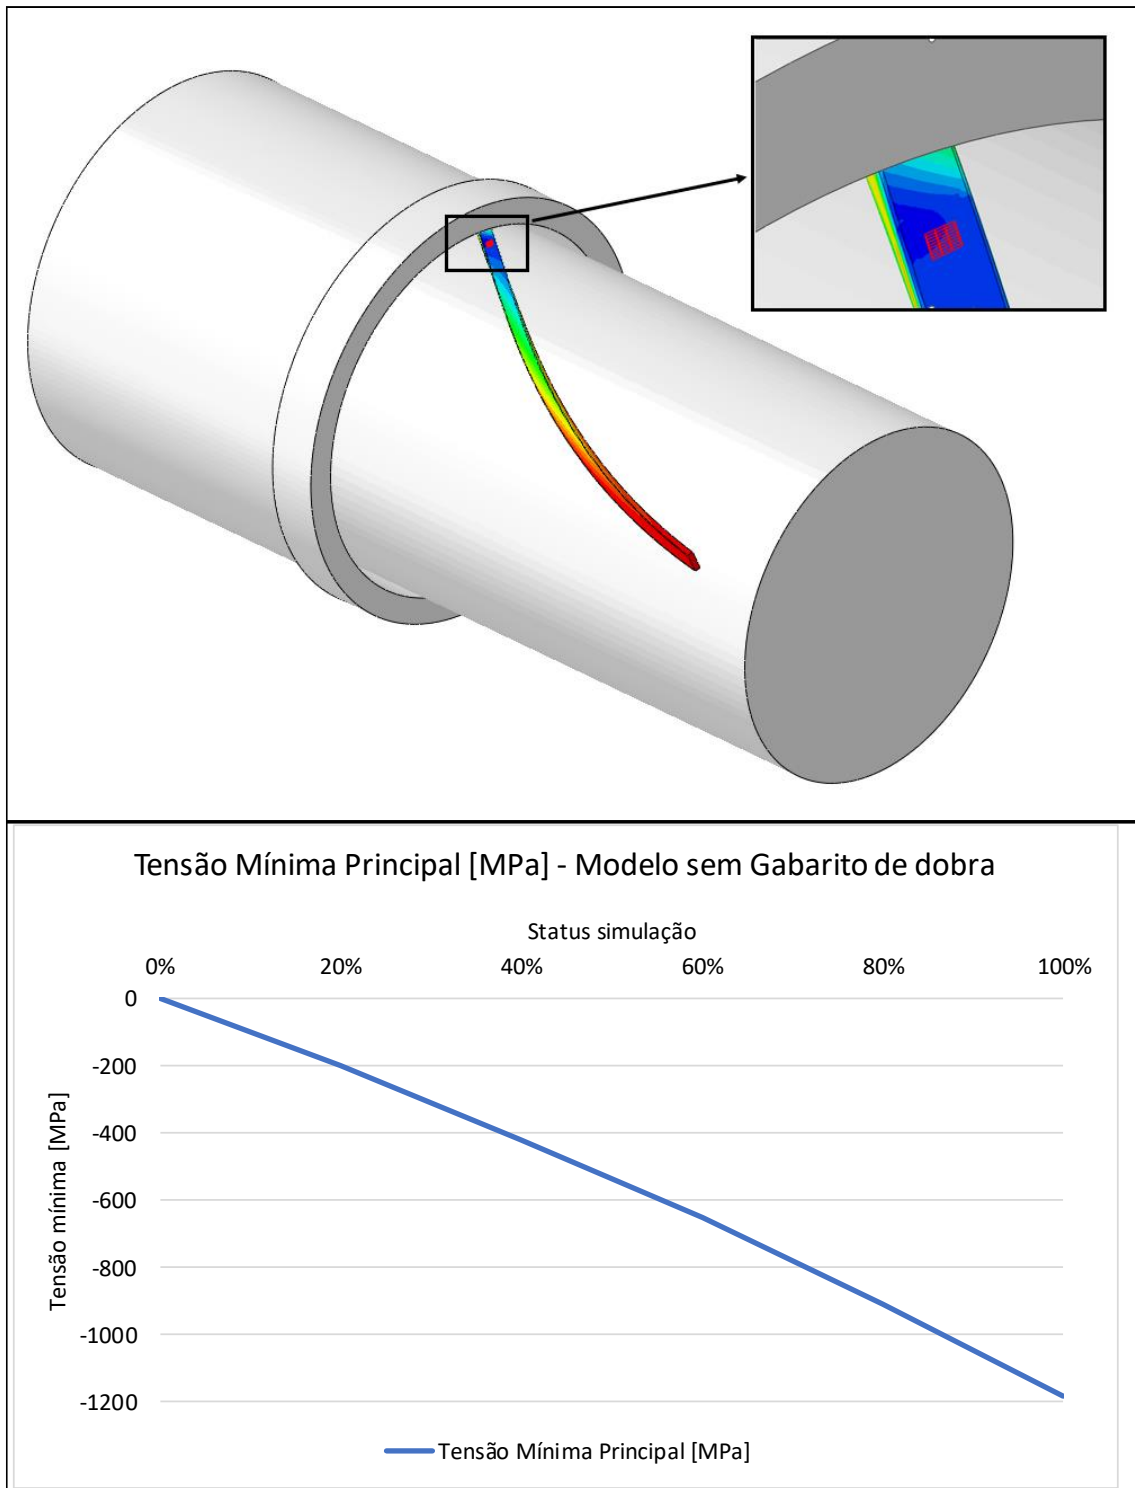 Tensão Mínima Principal [MPa] - Modelo sem Gabarito de dobra
Status simulação
0% 20% 40% 60% 80% 100%
0
-200
-400
-600
-800
-1000
-1200
Tensão mínima [MPa]
Tensão Mínima Principal [MPa]